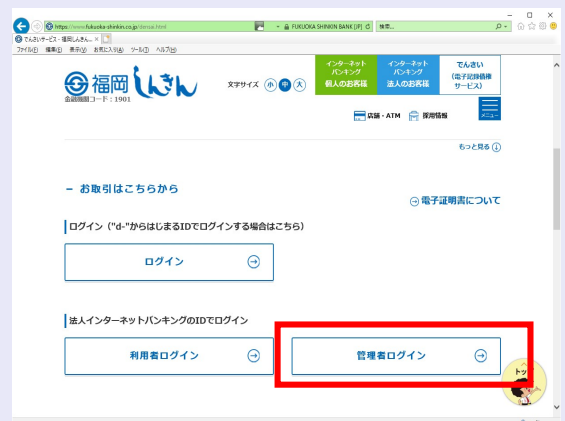 https://www.fukuoka-shinkin.co.jp/densai.html
FUKUOKA SHINKIN BANK [JP]
検索...
でんさいサービス - 福岡しんきん...
ファイル(F) 編集(E) 表示(V) お気に入り(A) ツール(T) ヘルプ(H)
福岡しんきん
金融機関コード：1901
文字サイズ 小 中 大
インターネット
バンキング
個人のお客様
インターネット
バンキング
法人のお客様
でんさい
(電子記録債権
サービス)
店舗・ATM
採用情報
メニュー
もっと見る
お取引はこちらから
電子証明書について
ログイン（"d-"からはじまるIDでログインする場合はこちら）
ログイン
法人インターネットバンキングのIDでログイン
利用者ログイン
管理者ログイン